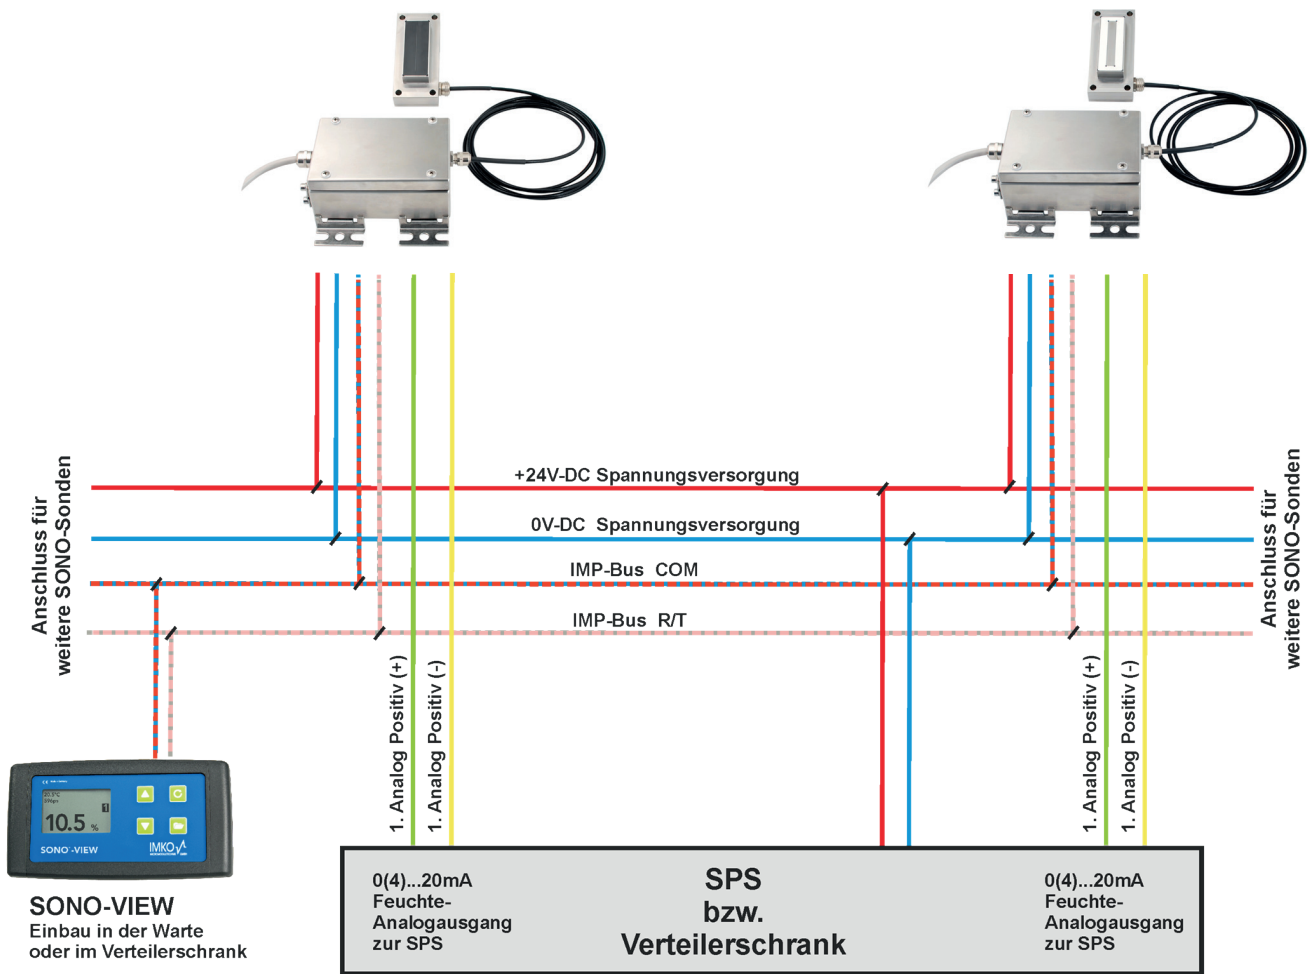 +24V-DC Spannungsversorgung
0V-DC Spannungsversorgung
IMP-Bus COM
IMP-Bus R/T
Anschluss für
weitere SONO-Sonden
Anschluss für
weitere SONO-Sonden
1. Analog Positiv (+)
1. Analog Positiv (-)
1. Analog Positiv (+)
1. Analog Positiv (-)
10.5 %
1
SONO-VIEW
IMKO
SONO-VIEW
Einbau in der Warte
oder im Verteilerschrank
0(4)...20mA
Feuchte-
Analogausgang
zur SPS
SPS
bzw.
Verteilerschrank
0(4)...20mA
Feuchte-
Analogausgang
zur SPS